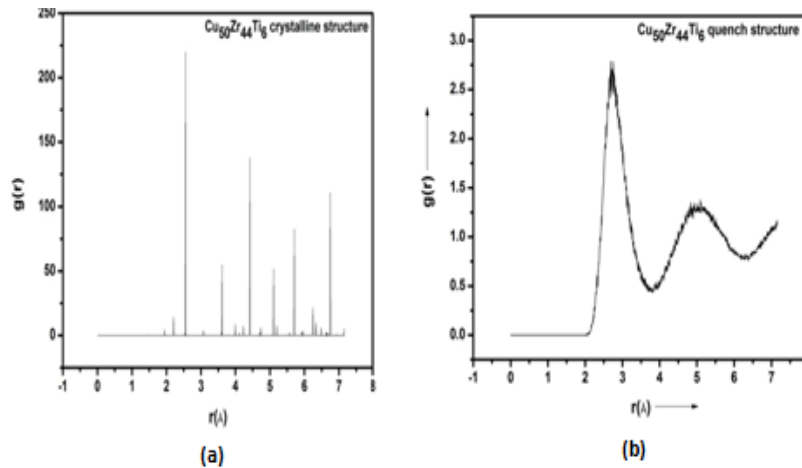 Cu50Zr44Ti6 crystalline structure
250
200
150
100
50
0
g(r)
-1 0 1 2 3 4 5 6 7 8
r(Å)
(a)
Cu50Zr44Ti6 quench structure
3.0
2.5
2.0
1.5
1.0
0.5
0.0
g(r)
-1 0 1 2 3 4 5 6 7
r(Å)
(b)